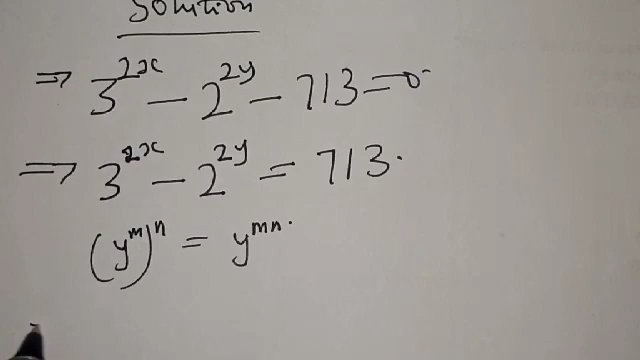 Solution
⇒ 3^{2x} - 2^{2y} - 713 = 0
⇒ 3^{2x} - 2^{2y} = 713.
(y^m)^n = y^{mn}.